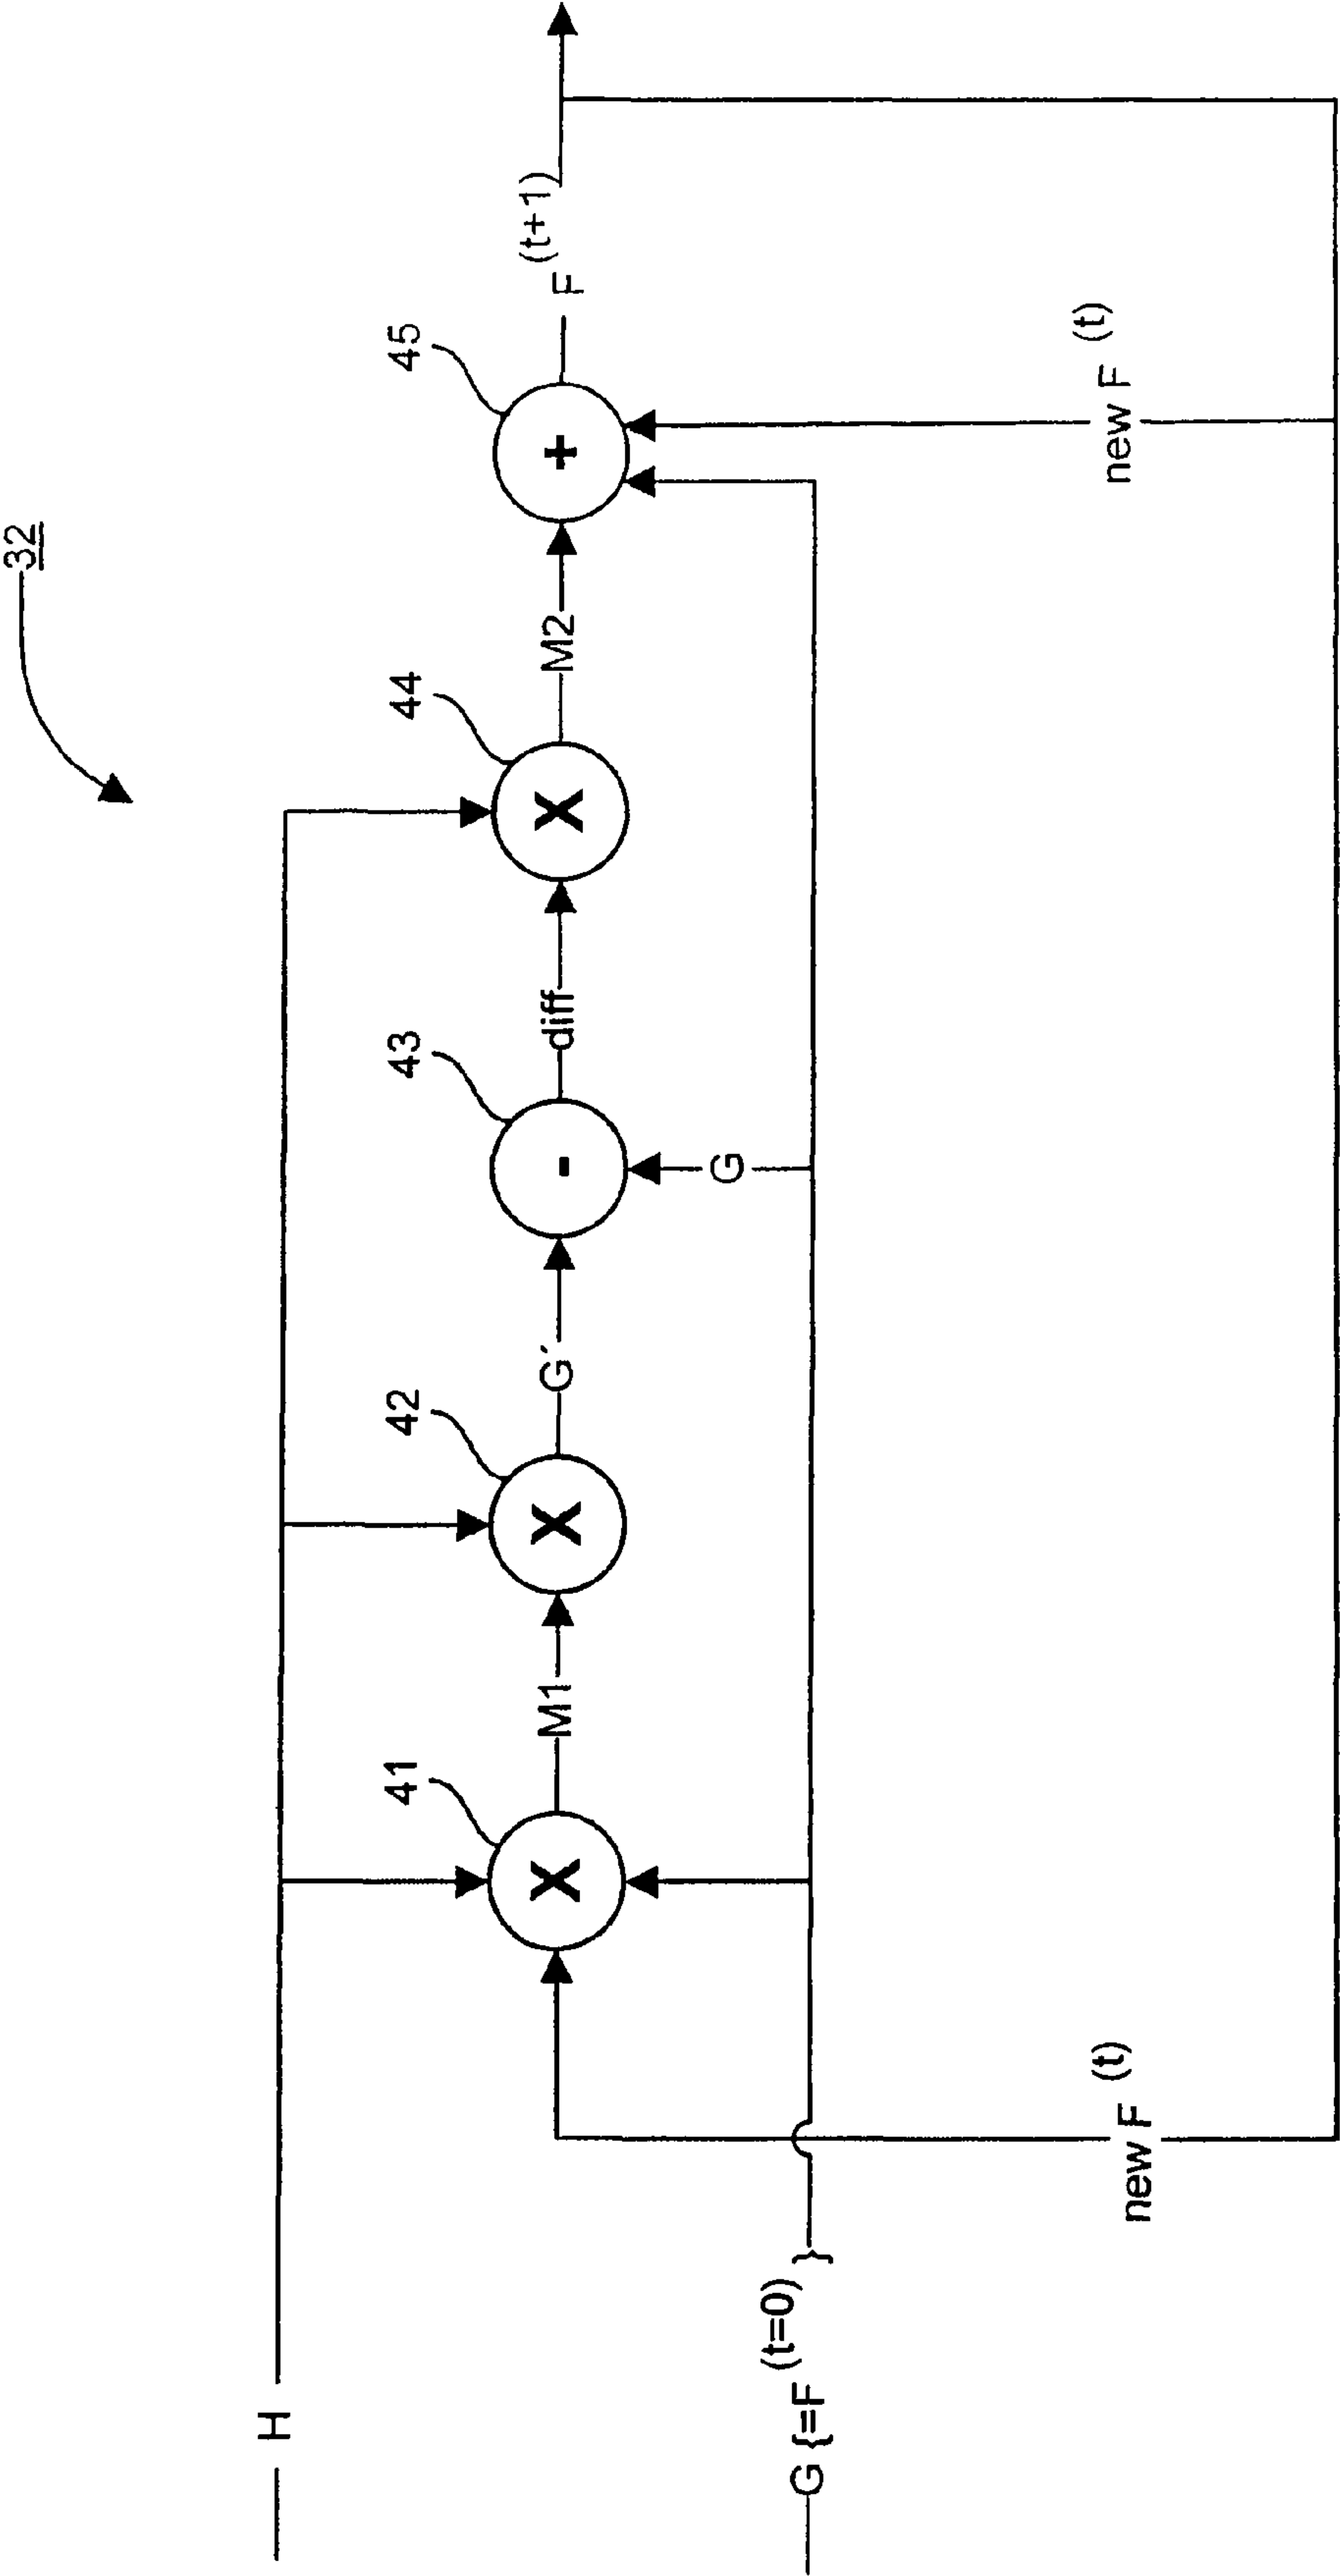 32
H
41
42
43
44
45
X
M1
X
G´
-
diff
X
M2
+
F (t+1)
G
G {=F (t=0) }
new F (t)
new F (t)